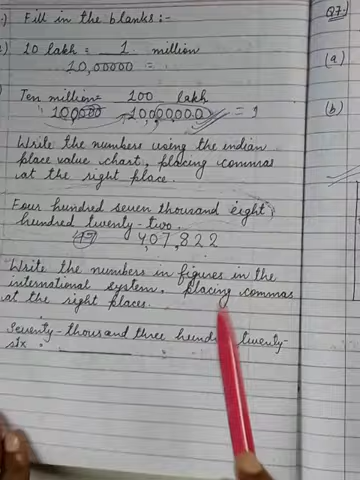 Fill in the blanks:-
10 lakh = 1 million
10,00000 =
Ten million = 100 lakh
100000 10,0000000 = 9
Write the numbers using the indian
place value chart, placing commas
at the right place.
Four hundred seven thousand eight
hundred twenty-two.
4,07,822
Write the numbers in figures in the
international system, placing commas
at the right places.
Seventy-thousand three hundred twenty-
six =
Q7:
(a)
(b)